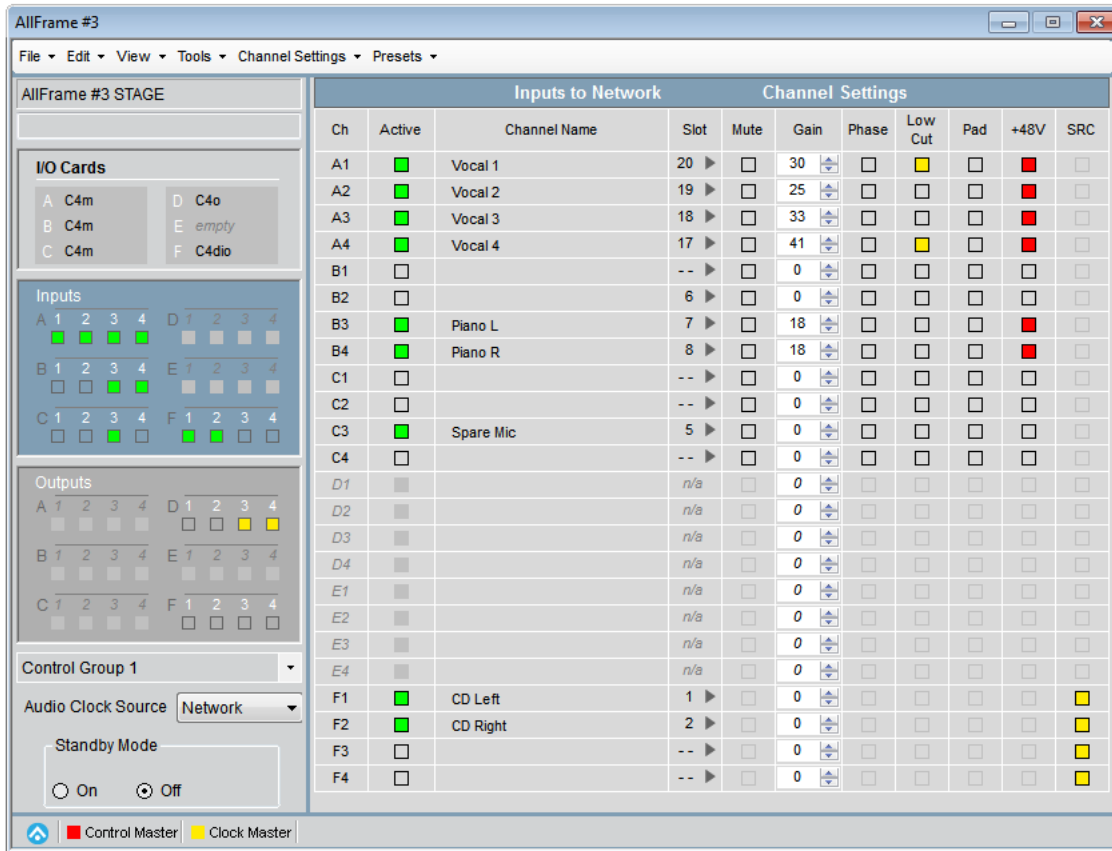 AllFrame #3
File Edit View Tools Channel Settings Presets
AllFrame #3 STAGE
I/O Cards
A C4m D C4o
B C4m E empty
C C4m F C4dio
Inputs
A 1 2 3 4 D 1 2 3 4
B 1 2 3 4 E 1 2 3 4
C 1 2 3 4 F 1 2 3 4
Outputs
A 1 2 3 4 D 1 2 3 4
B 1 2 3 4 E 1 2 3 4
C 1 2 3 4 F 1 2 3 4
Control Group 1
Audio Clock Source Network
Standby Mode
On Off
Inputs to Network Channel Settings
Ch Active Channel Name Slot Mute Gain Phase Low Cut Pad +48V SRC
A1 Vocal 1 20 30
A2 Vocal 2 19 25
A3 Vocal 3 18 33
A4 Vocal 4 17 41
B1 -- 0
B2 6 0
B3 Piano L 7 18
B4 Piano R 8 18
C1 -- 0
C2 -- 0
C3 Spare Mic 5 0
C4 -- 0
D1 n/a 0
D2 n/a 0
D3 n/a 0
D4 n/a 0
E1 n/a 0
E2 n/a 0
E3 n/a 0
E4 n/a 0
F1 CD Left 1 0
F2 CD Right 2 0
F3 -- 0
F4 -- 0
Control Master Clock Master